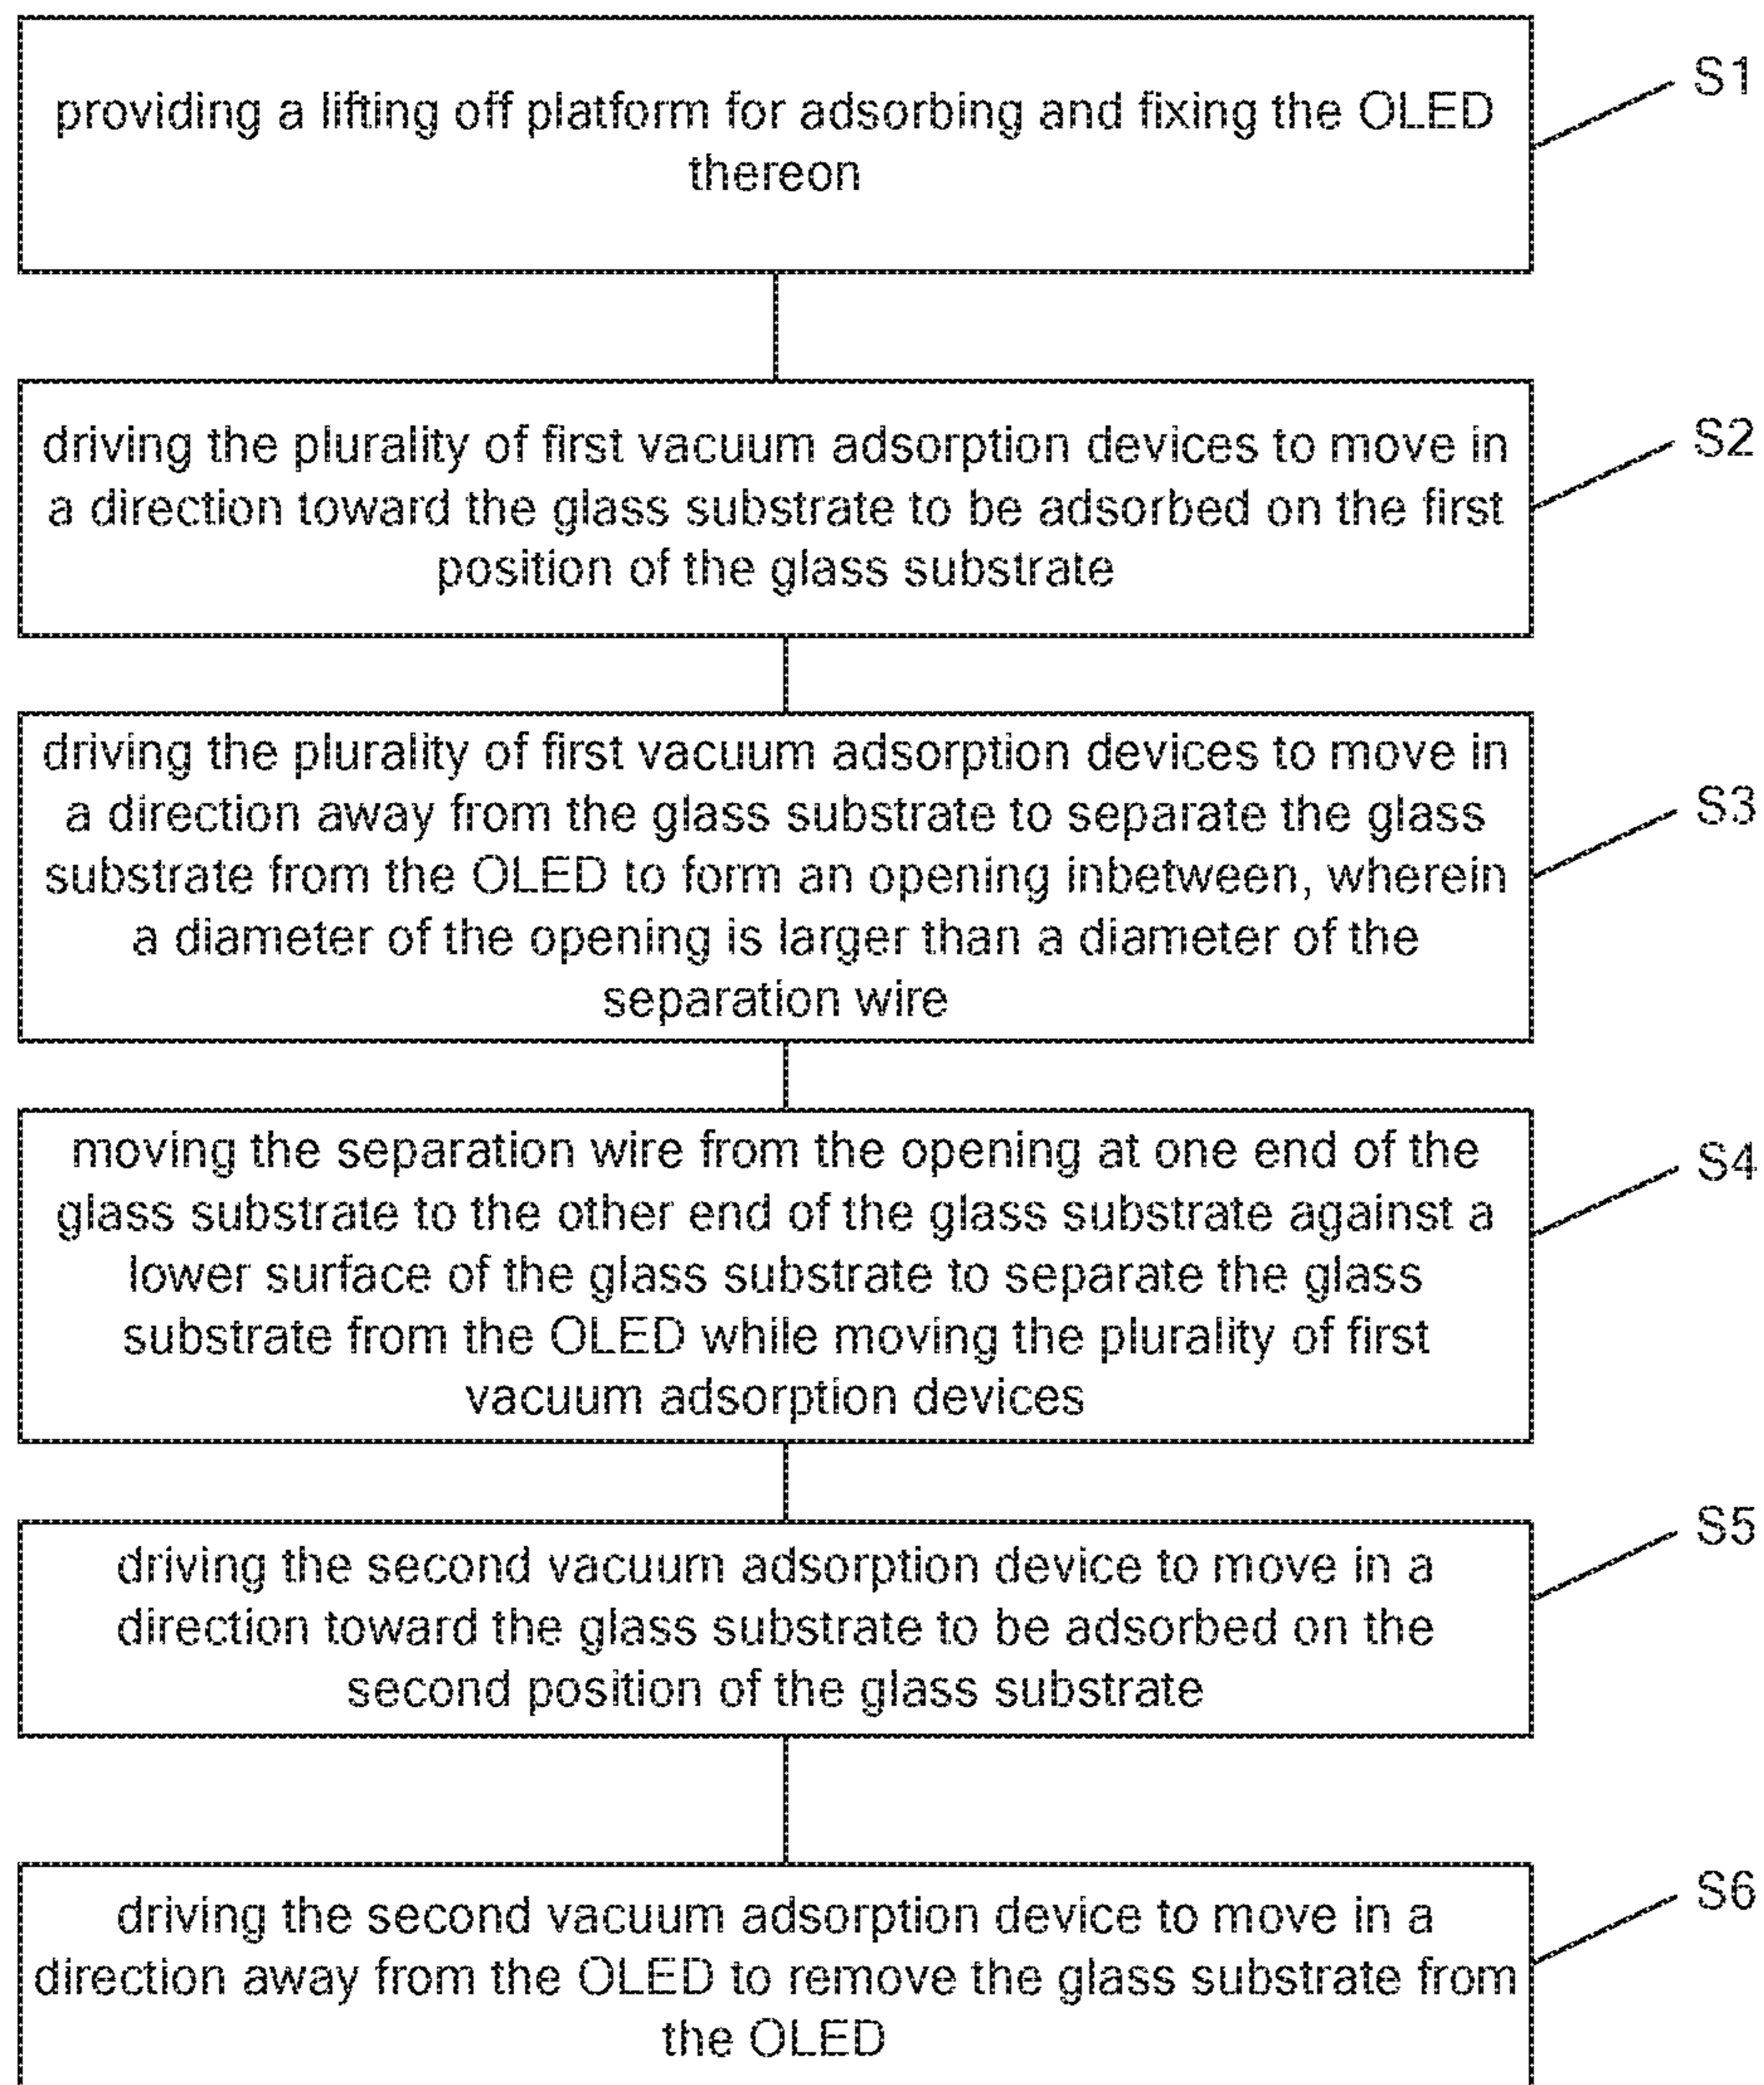 providing a lifting off platform for adsorbing and fixing the OLED
thereon
S1
driving the plurality of first vacuum adsorption devices to move in
a direction toward the glass substrate to be adsorbed on the first
position of the glass substrate
S2
driving the plurality of first vacuum adsorption devices to move in
a direction away from the glass substrate to separate the glass
substrate from the OLED to form an opening inbetween, wherein
a diameter of the opening is larger than a diameter of the
separation wire
S3
moving the separation wire from the opening at one end of the
glass substrate to the other end of the glass substrate against a
lower surface of the glass substrate to separate the glass
substrate from the OLED while moving the plurality of first
vacuum adsorption devices
S4
driving the second vacuum adsorption device to move in a
direction toward the glass substrate to be adsorbed on the
second position of the glass substrate
S5
driving the second vacuum adsorption device to move in a
direction away from the OLED to remove the glass substrate from
the OLED
S6